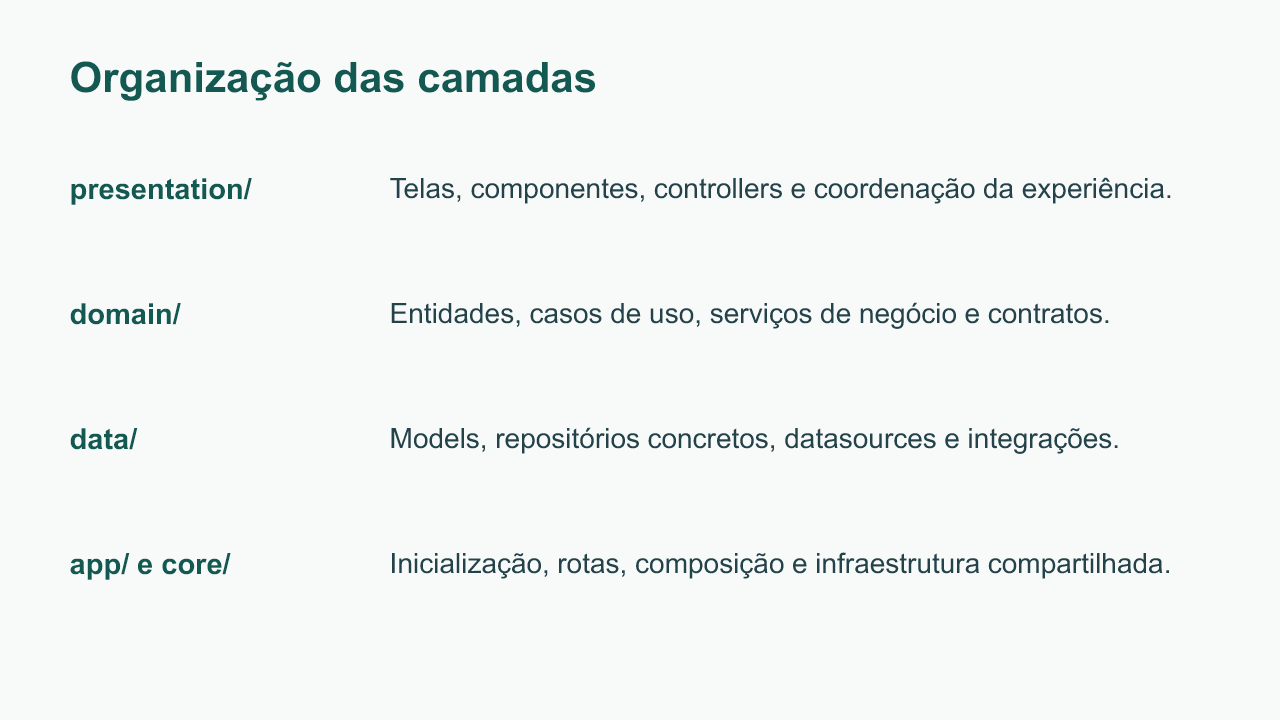 Organização das camadas
presentation/ Telas, componentes, controllers e coordenação da experiência.
domain/ Entidades, casos de uso, serviços de negócio e contratos.
data/ Models, repositórios concretos, datasources e integrações.
app/ e core/ Inicialização, rotas, composição e infraestrutura compartilhada.